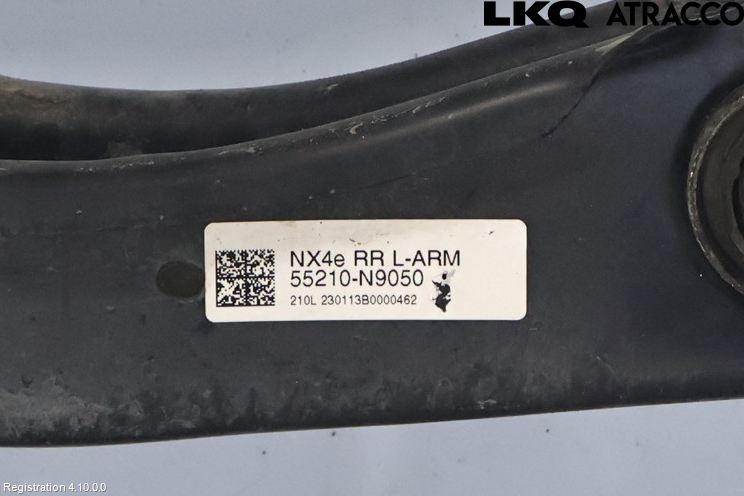 LKQ ATRACCO
NX4e RR L-ARM
55210-N9050
210L 230113B0000462
Registration 4.10.0.0